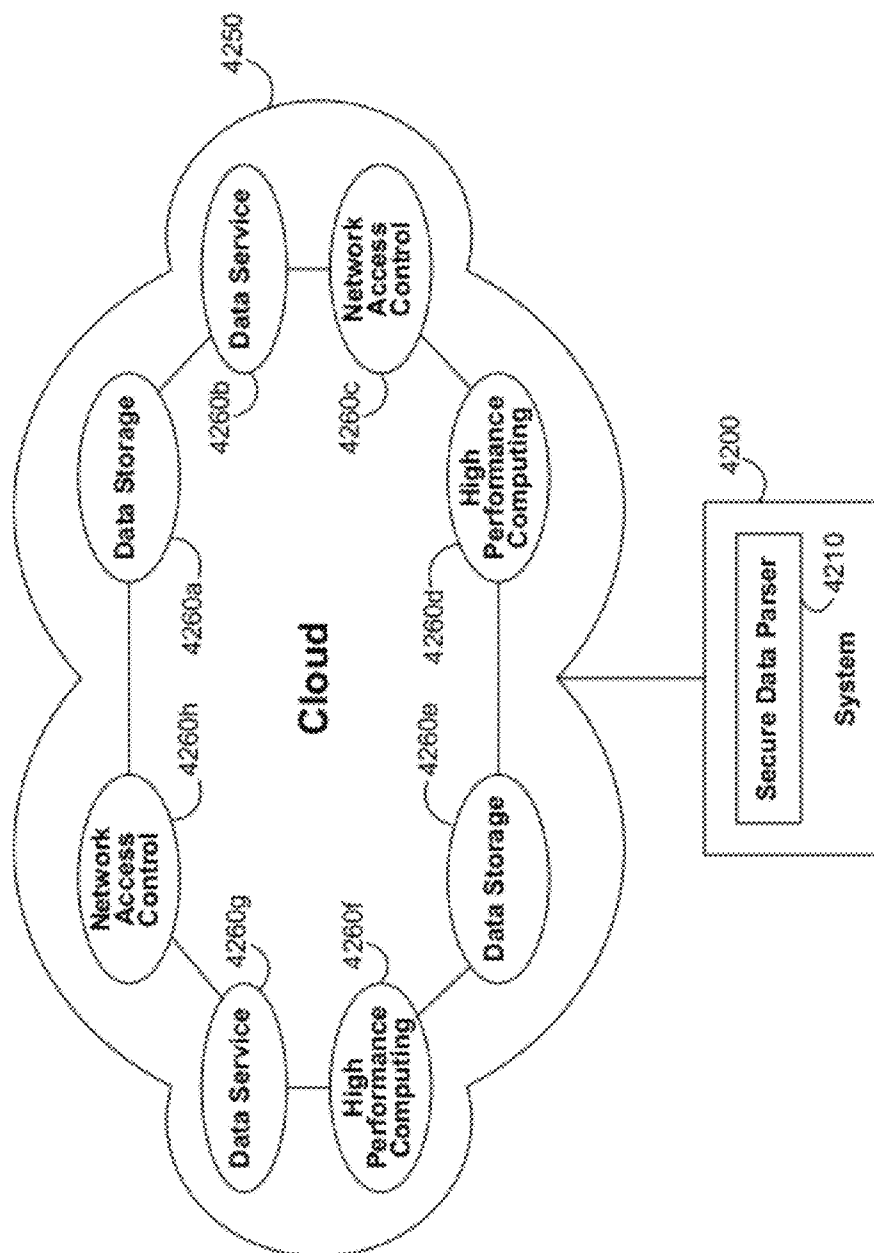 Network
Access
Control
4260h
Data Storage
4260a
4250
Data Service
4260g
4260b
Data Service
Cloud
High
Performance
Computing
4260f
4260c
Network
Access
Control
4260e
4260d
Data Storage
High
Performance
Computing
4200
Secure Data Parser
4210
System